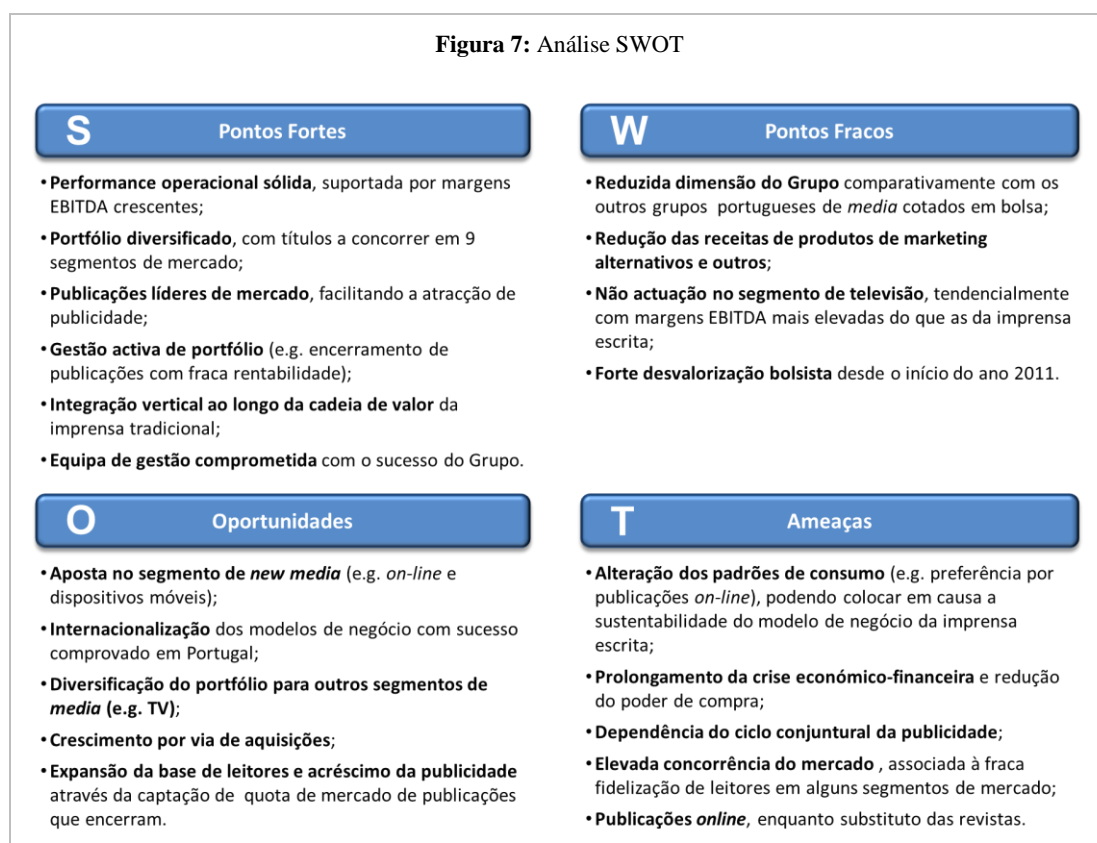 Figura 7: Análise SWOT
S Pontos Fortes
• Performance operacional sólida, suportada por margens
EBITDA crescentes;
• Portfólio diversificado, com títulos a concorrer em 9
segmentos de mercado;
• Publicações líderes de mercado, facilitando a atracção de
publicidade;
• Gestão activa de portfólio (e.g. encerramento de
publicações com fraca rentabilidade);
• Integração vertical ao longo da cadeia de valor da
imprensa tradicional;
• Equipa de gestão comprometida com o sucesso do Grupo.
W Pontos Fracos
• Reduzida dimensão do Grupo comparativamente com os
outros grupos portugueses de media cotados em bolsa;
• Redução das receitas de produtos de marketing
alternativos e outros;
• Não actuação no segmento de televisão, tendencialmente
com margens EBITDA mais elevadas do que as da imprensa
escrita;
• Forte desvalorização bolsista desde o início do ano 2011.
O Oportunidades
• Aposta no segmento de new media (e.g. on-line e
dispositivos móveis);
• Internacionalização dos modelos de negócio com sucesso
comprovado em Portugal;
• Diversificação do portfólio para outros segmentos de
media (e.g. TV);
• Crescimento por via de aquisições;
• Expansão da base de leitores e acréscimo da publicidade
através da captação de quota de mercado de publicações
que encerram.
T Ameaças
• Alteração dos padrões de consumo (e.g. preferência por
publicações on-line), podendo colocar em causa a
sustentabilidade do modelo de negócio da imprensa
escrita;
• Prolongamento da crise económico-financeira e redução
do poder de compra;
• Dependência do ciclo conjuntural da publicidade;
• Elevada concorrência do mercado , associada à fraca
fidelização de leitores em alguns segmentos de mercado;
• Publicações online, enquanto substituto das revistas.